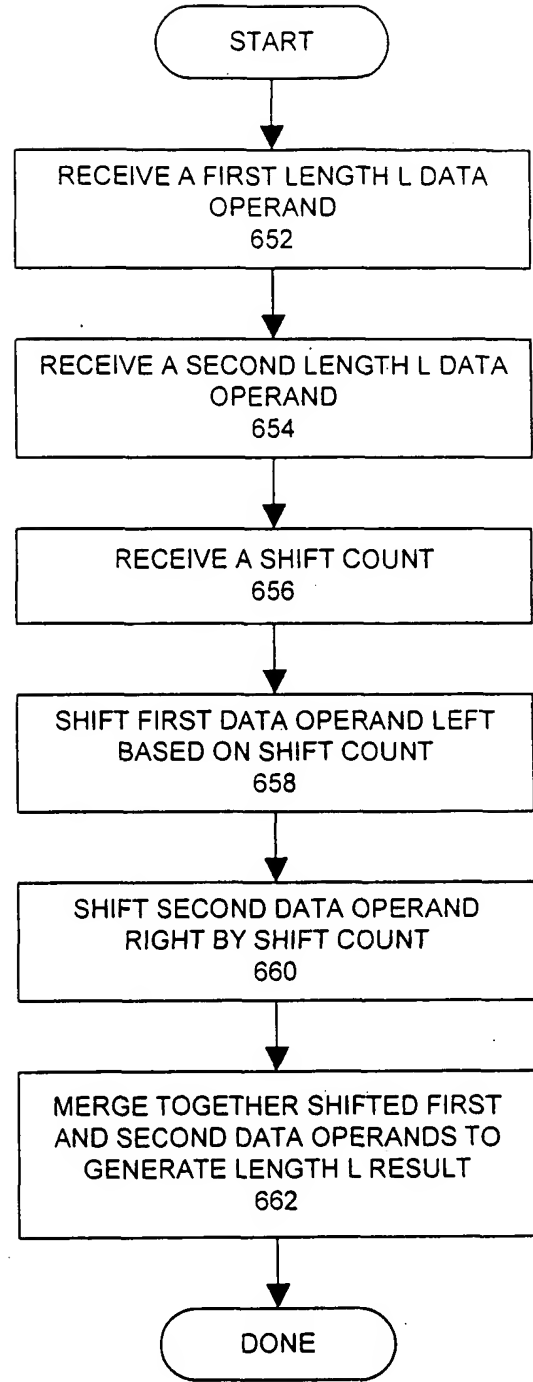 START
RECEIVE A FIRST LENGTH L DATA
OPERAND
652
RECEIVE A SECOND LENGTH L DATA
OPERAND
654
RECEIVE A SHIFT COUNT
656
SHIFT FIRST DATA OPERAND LEFT
BASED ON SHIFT COUNT
658
SHIFT SECOND DATA OPERAND
RIGHT BY SHIFT COUNT
660
MERGE TOGETHER SHIFTED FIRST
AND SECOND DATA OPERANDS TO
GENERATE LENGTH L RESULT
662
DONE